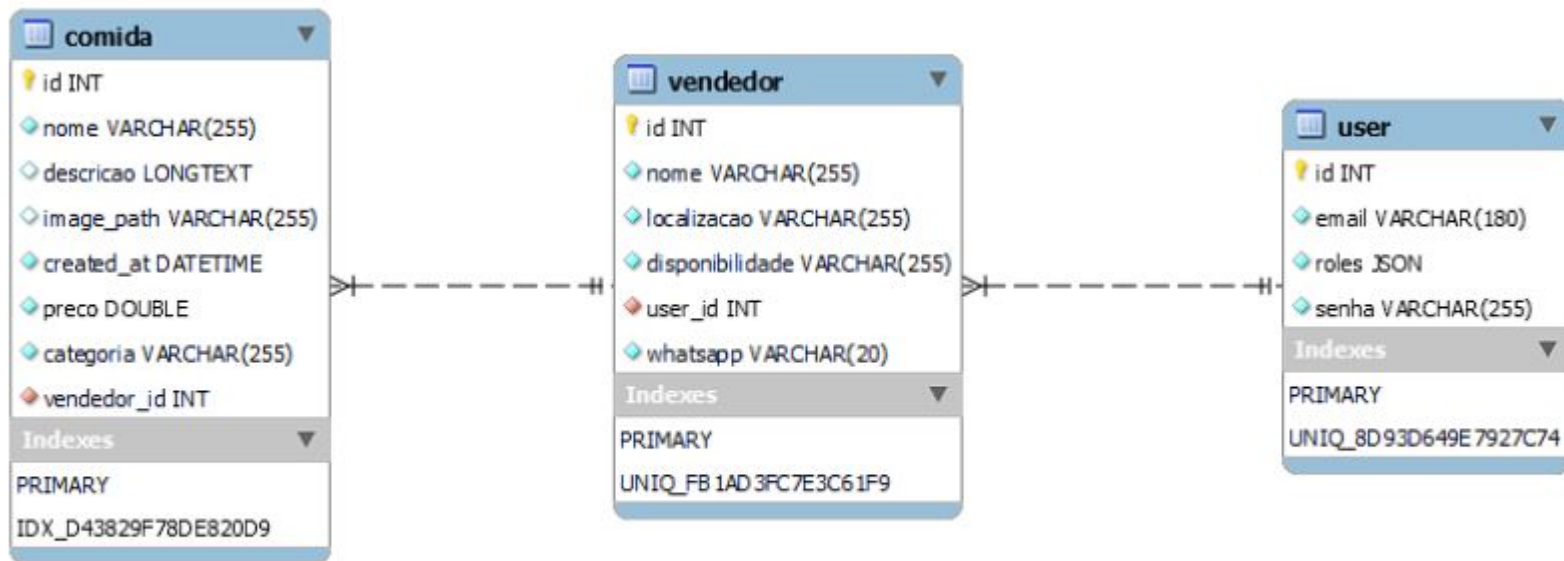 comida
id INT
nome VARCHAR(255)
descricao LONGTEXT
image_path VARCHAR(255)
created_at DATETIME
preco DOUBLE
categoria VARCHAR(255)
vendedor_id INT
Indexes
PRIMARY
IDX_D43829F78DE820D9
vendedor
id INT
nome VARCHAR(255)
localizacao VARCHAR(255)
disponibilidade VARCHAR(255)
user_id INT
whatsapp VARCHAR(20)
Indexes
PRIMARY
UNIQ_FB1AD3FC7E3C61F9
user
id INT
email VARCHAR(180)
roles JSON
senha VARCHAR(255)
Indexes
PRIMARY
UNIQ_8D93D649E7927C74